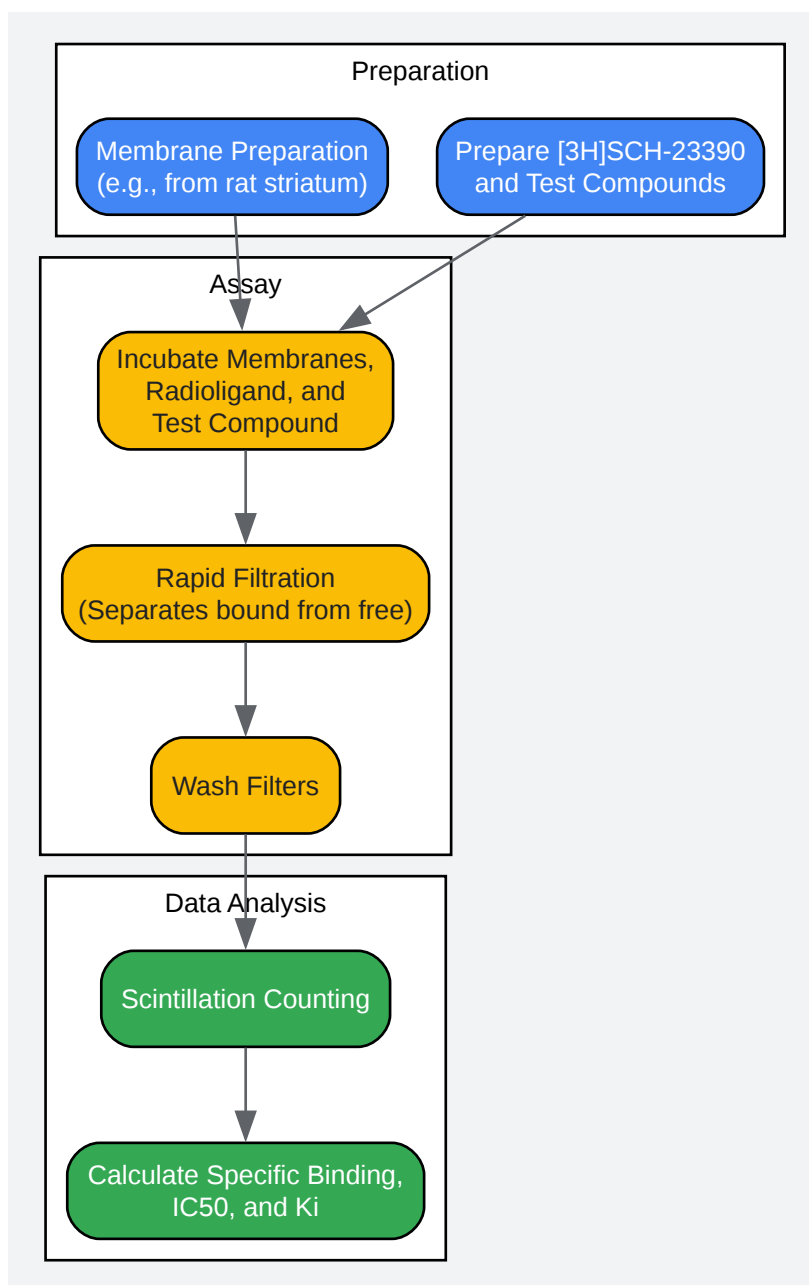 Preparation
Membrane Preparation
(e.g., from rat striatum)
Prepare [3H]SCH-23390
and Test Compounds
Assay
Incubate Membranes,
Radioligand, and
Test Compound
Rapid Filtration
(Separates bound from free)
Wash Filters
Data Analysis
Scintillation Counting
Calculate Specific Binding,
IC50, and Ki